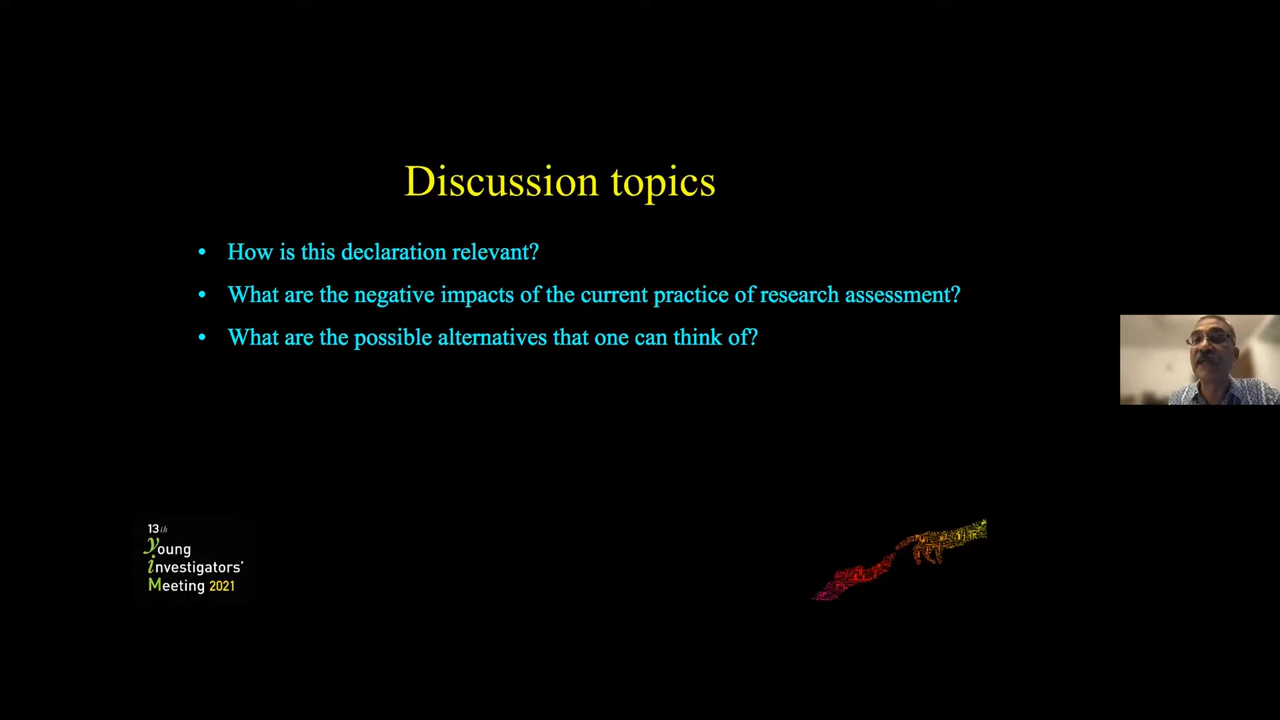 Discussion topics
• How is this declaration relevant?
• What are the negative impacts of the current practice of research assessment?
• What are the possible alternatives that one can think of?
13th
Young
investigators'
Meeting 2021